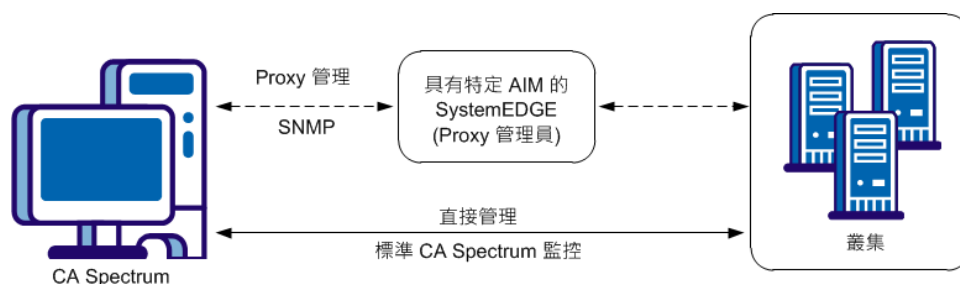 Proxy 管理
SNMP
具有特定 AIM 的
SystemEDGE
(Proxy 管理員)
直接管理
標準 CA Spectrum 監控
CA Spectrum
叢集